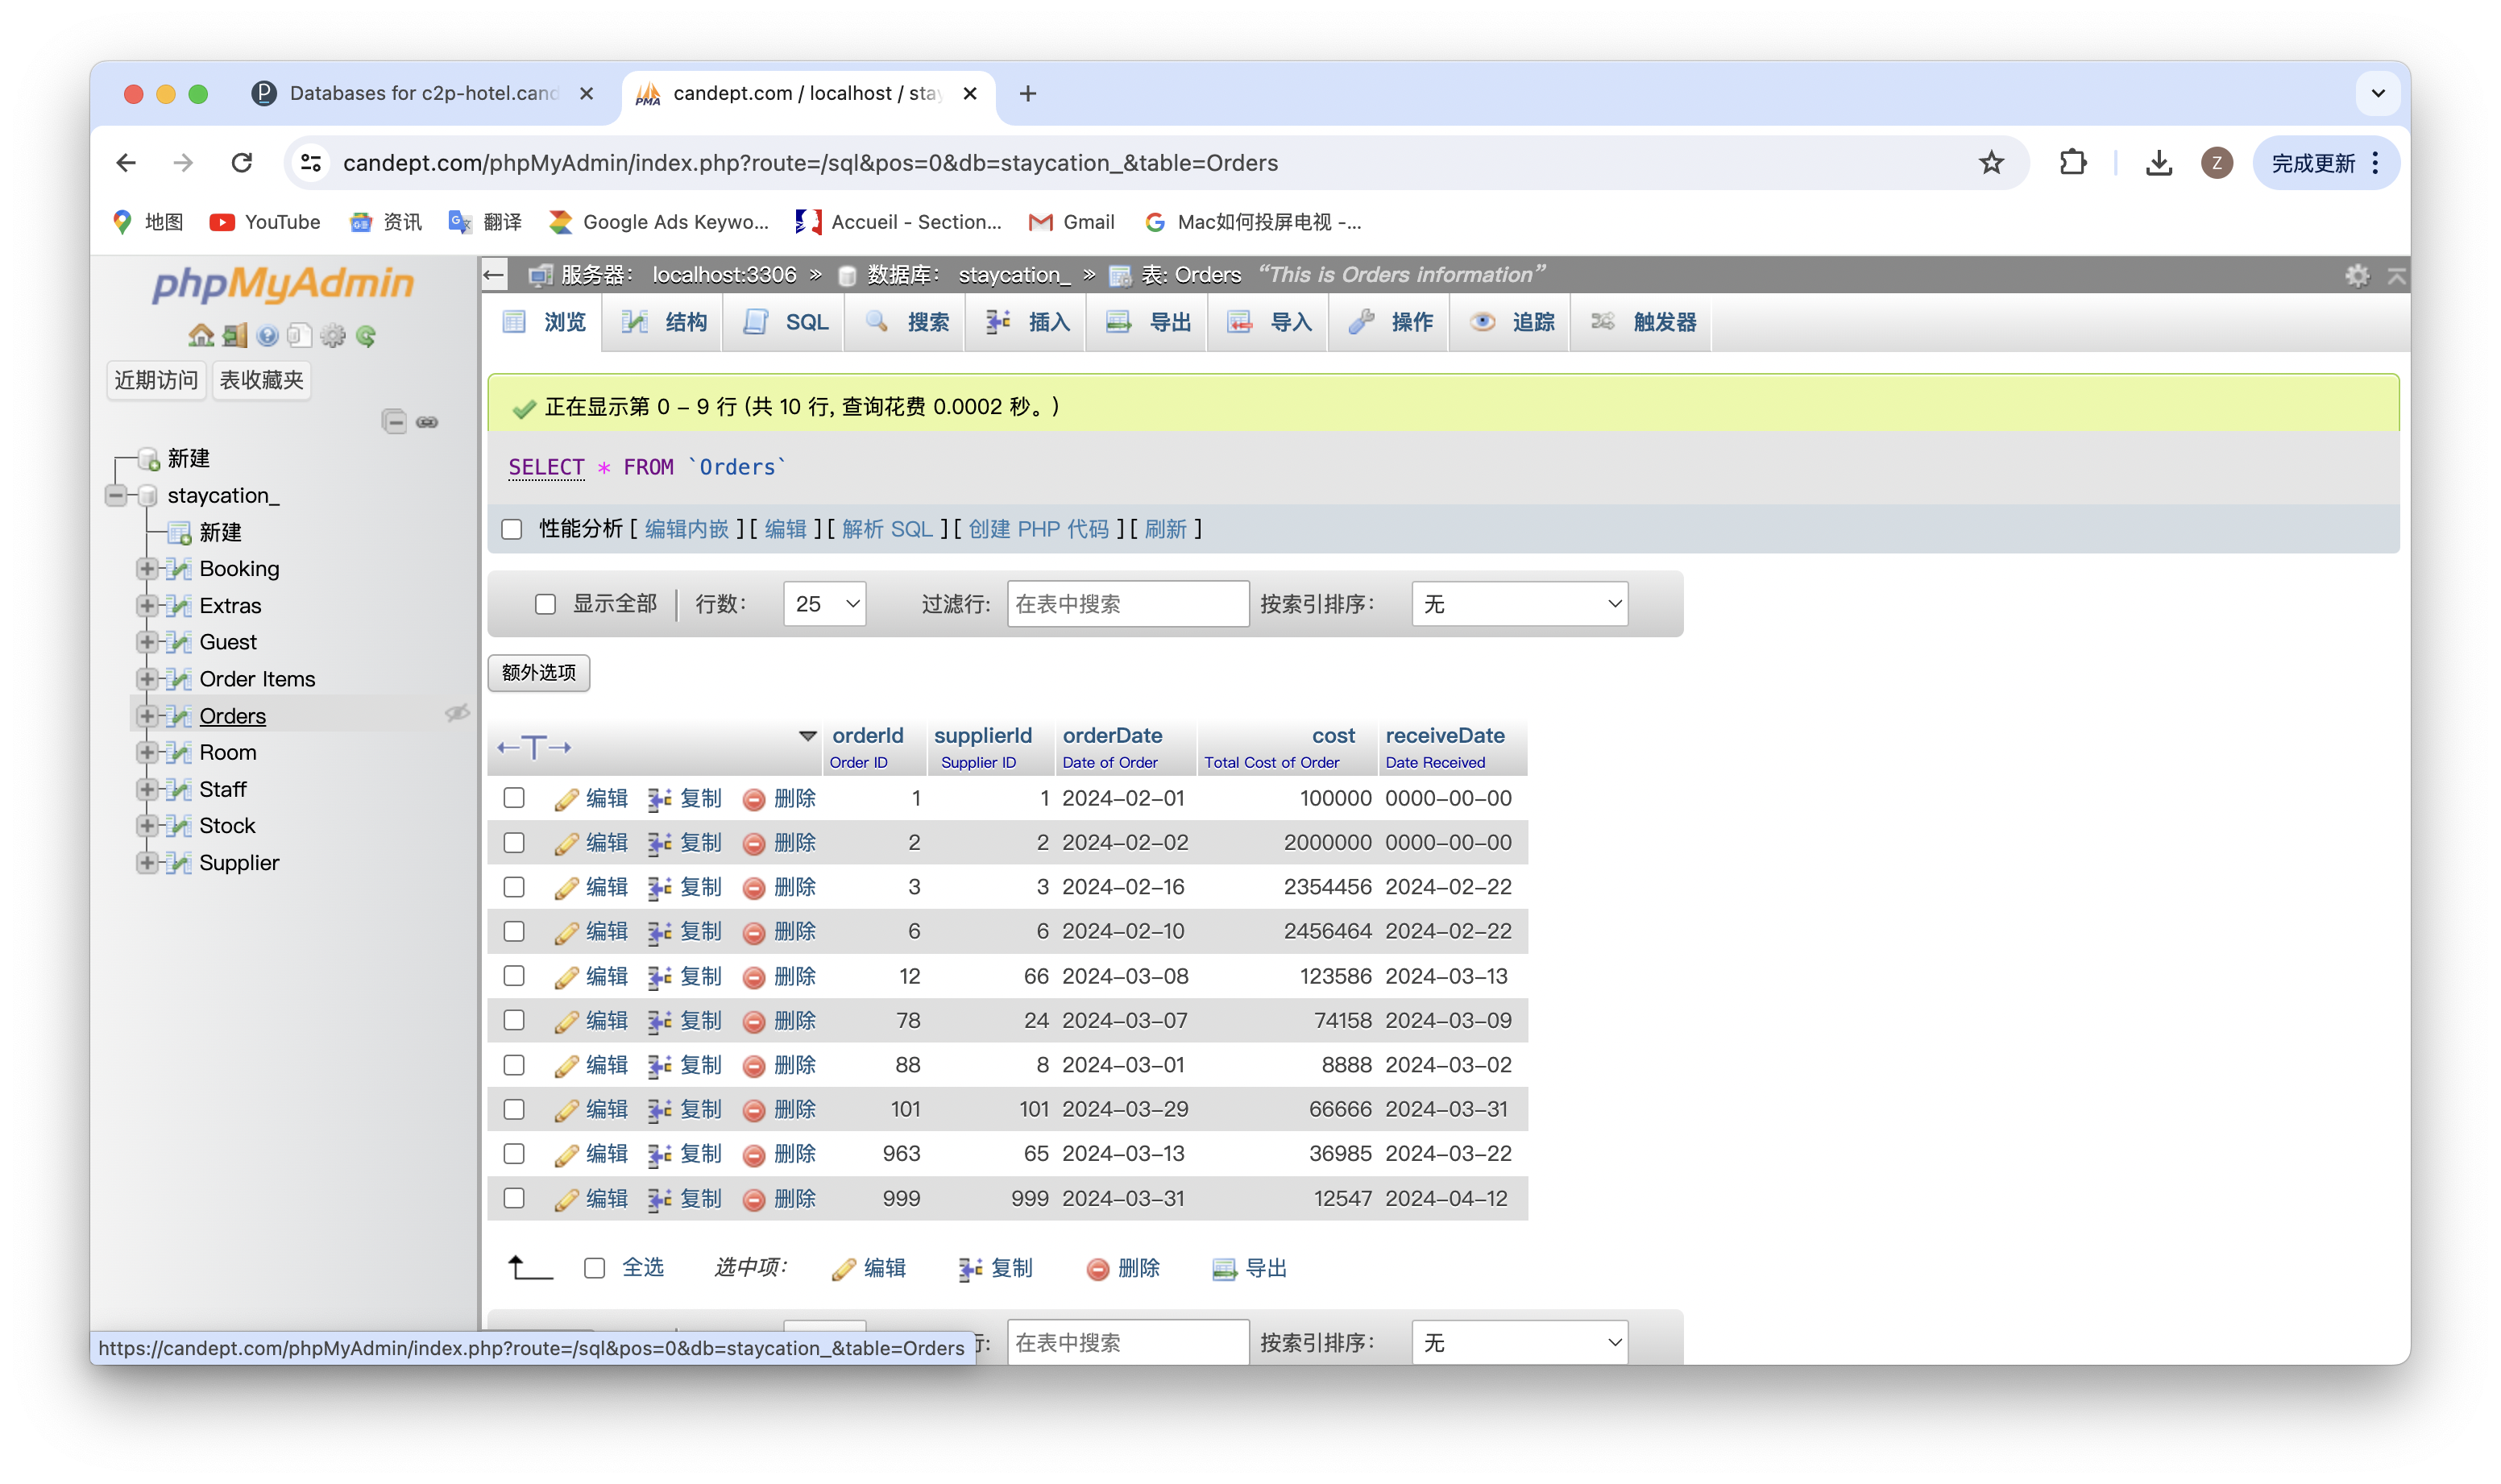 Databases for c2p-hotel.cand
candept.com / localhost / stay
candept.com/phpMyAdmin/index.php?route=/sql&pos=0&db=staycation_&table=Orders
Z
完成更新
地图 YouTube 资讯 翻译 Google Ads Keywo... Accueil - Section... Gmail Mac如何投屏电视 -...
phpMyAdmin
近期访问 表收藏夹
新建
staycation_
新建
Booking
Extras
Guest
Order Items
Orders
Room
Staff
Stock
Supplier
服务器： localhost:3306 » 数据库： staycation_ » 表: Orders “This is Orders information”
浏览 结构 SQL 搜索 插入 导出 导入 操作 追踪 触发器
正在显示第 0 - 9 行 (共 10 行, 查询花费 0.0002 秒。)
SELECT * FROM `Orders`
性能分析 [ 编辑内嵌 ] [ 编辑 ] [ 解析 SQL ] [ 创建 PHP 代码 ] [ 刷新 ]
显示全部 行数： 25 过滤行: 在表中搜索 按索引排序： 无
额外选项
orderId supplierId orderDate cost receiveDate
Order ID Supplier ID Date of Order Total Cost of Order Date Received
编辑 复制 删除 1 1 2024-02-01 100000 0000-00-00
编辑 复制 删除 2 2 2024-02-02 2000000 0000-00-00
编辑 复制 删除 3 3 2024-02-16 2354456 2024-02-22
编辑 复制 删除 6 6 2024-02-10 2456464 2024-02-22
编辑 复制 删除 12 66 2024-03-08 123586 2024-03-13
编辑 复制 删除 78 24 2024-03-07 74158 2024-03-09
编辑 复制 删除 88 8 2024-03-01 8888 2024-03-02
编辑 复制 删除 101 101 2024-03-29 66666 2024-03-31
编辑 复制 删除 963 65 2024-03-13 36985 2024-03-22
编辑 复制 删除 999 999 2024-03-31 12547 2024-04-12
全选 选中项： 编辑 复制 删除 导出
行: 在表中搜索 按索引排序： 无
https://candept.com/phpMyAdmin/index.php?route=/sql&pos=0&db=staycation_&table=Orders